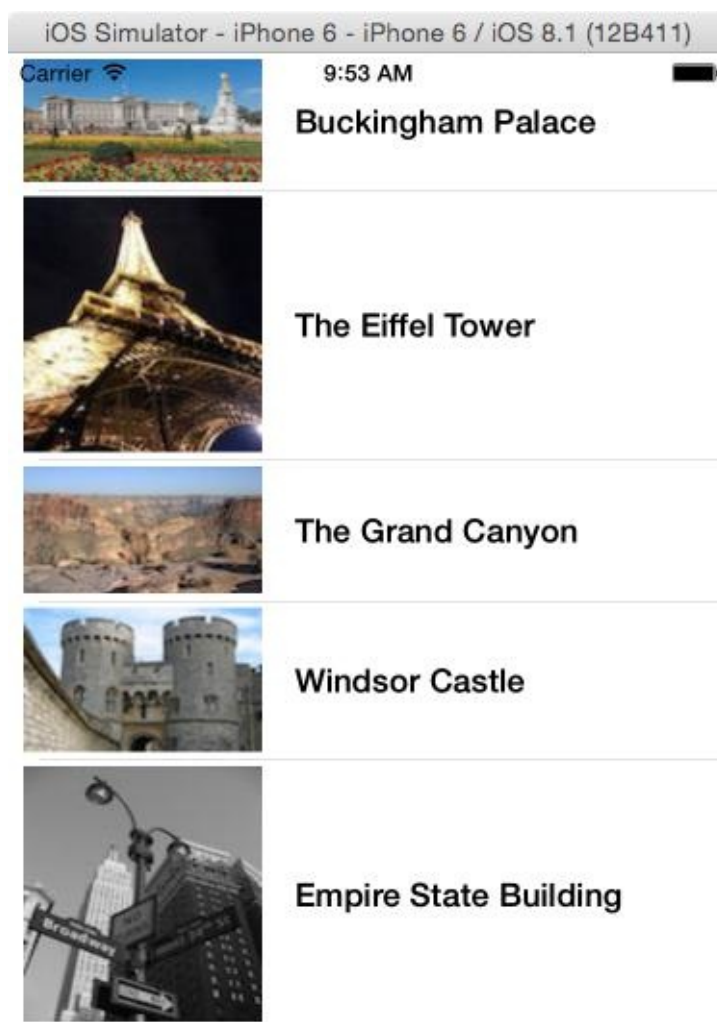 iOS Simulator - iPhone 6 - iPhone 6 / iOS 8.1 (12B411)
Carrier 9:53 AM
Buckingham Palace
The Eiffel Tower
The Grand Canyon
Windsor Castle
Empire State Building
Broadway